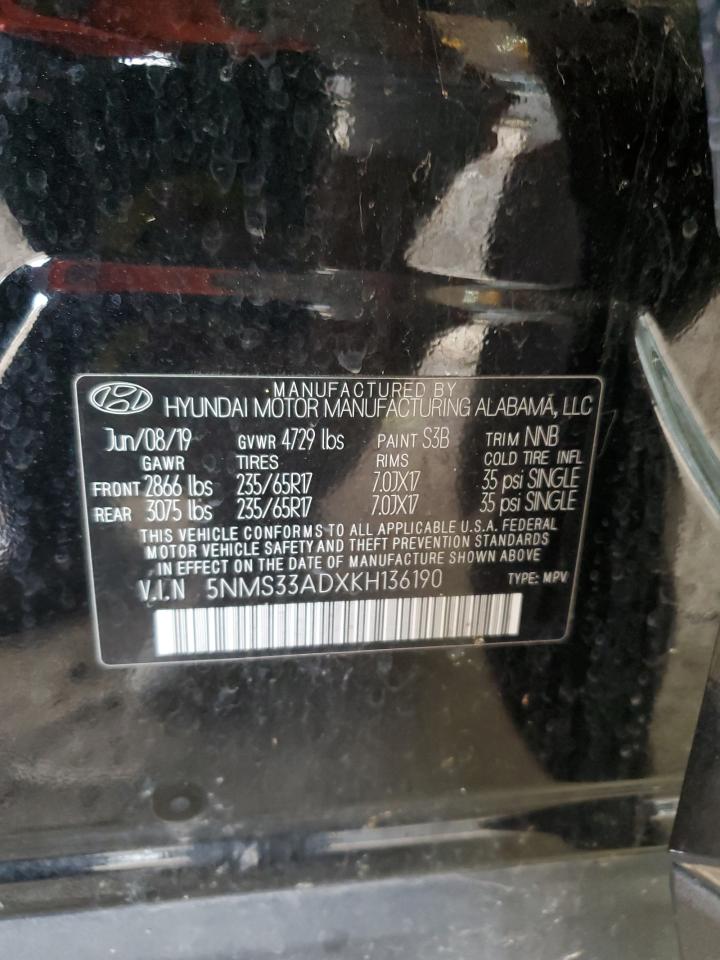 MANUFACTURED BY
HYUNDAI MOTOR MANUFACTURING ALABAMA, LLC
Jun/08/19 GVWR 4729 lbs PAINT S3B TRIM NNB
GAWR TIRES RIMS COLD TIRE INFL
FRONT 2866 lbs 235/65R17 7.0JX17 35 psi SINGLE
REAR 3075 lbs 235/65R17 7.0JX17 35 psi SINGLE
THIS VEHICLE CONFORMS TO ALL APPLICABLE U.S.A. FEDERAL
MOTOR VEHICLE SAFETY AND THEFT PREVENTION STANDARDS
IN EFFECT ON THE DATE OF MANUFACTURE SHOWN ABOVE
V.I.N 5NMS33ADXKH136190 TYPE: MPV